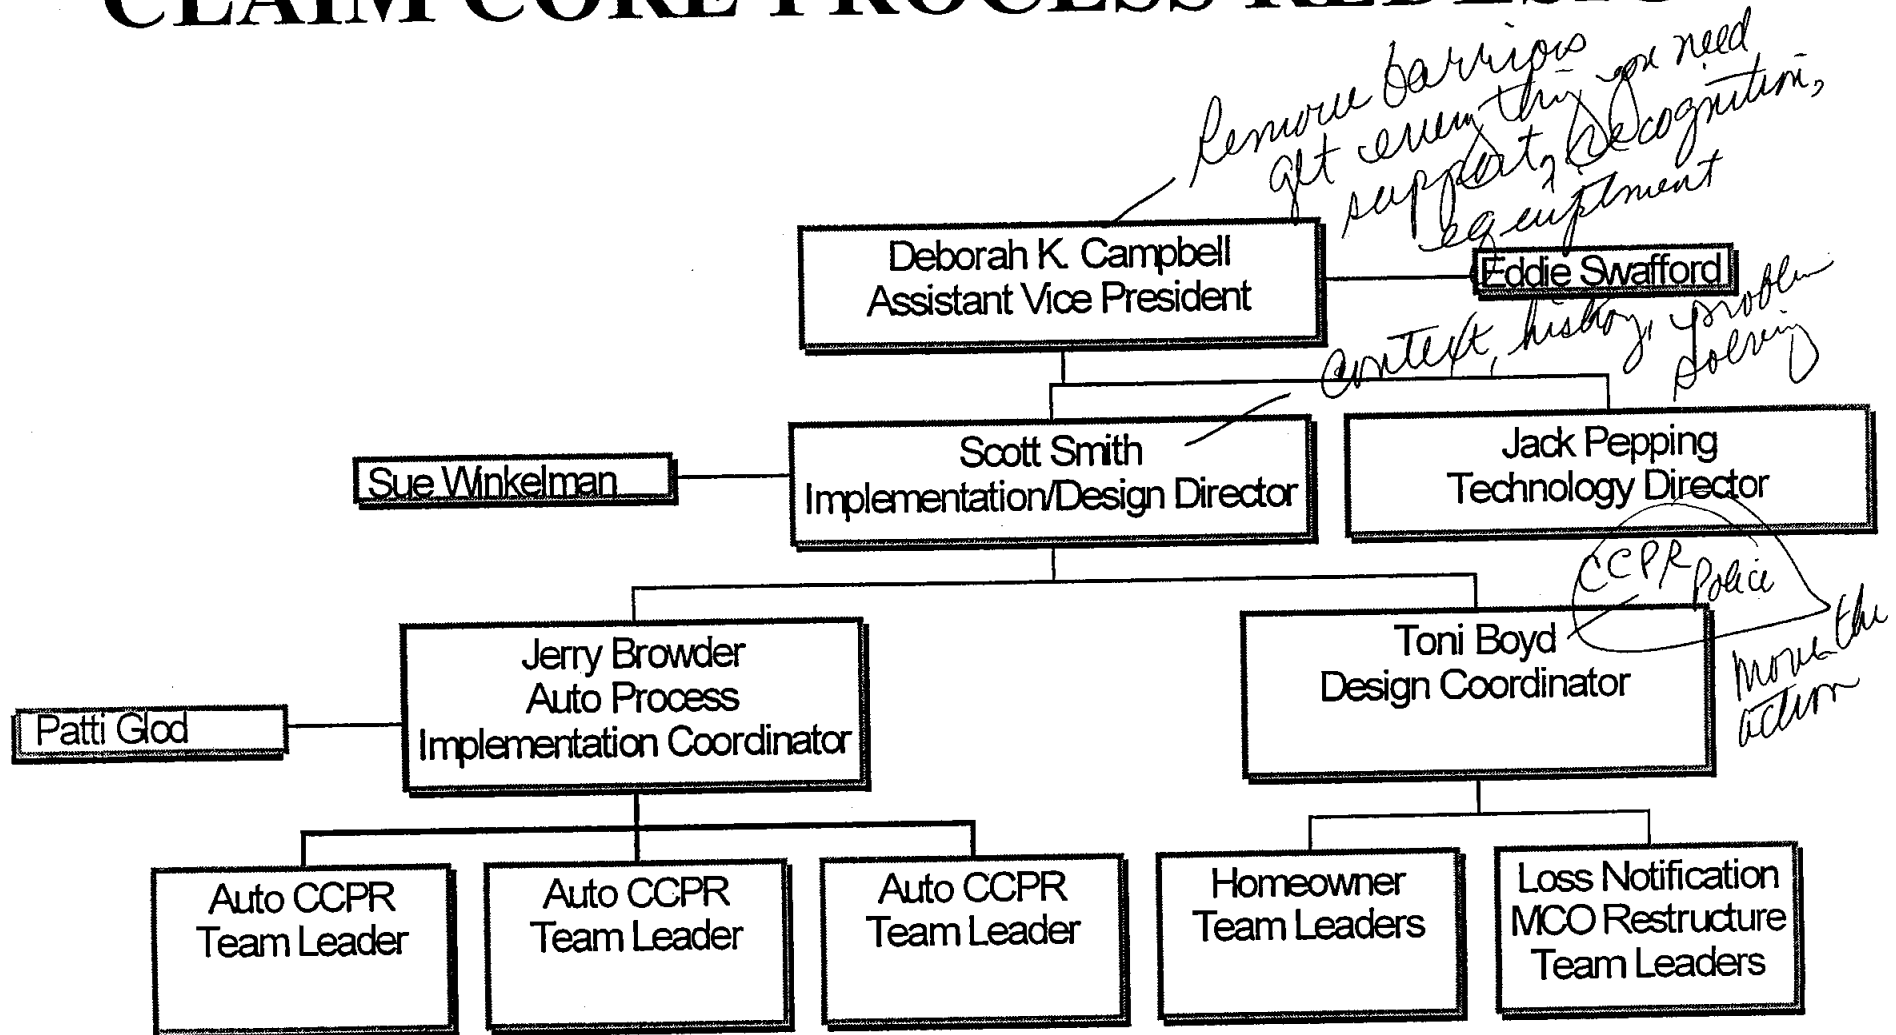 CLAIM CORE PROCESS REDESIGN
Remove barriors
get everything you need
support, recognition,
equiptment
Deborah K. Campbell
Assistant Vice President
Eddie Swafford
context, history, problem
solving
Sue Winkelman
Scott Smith
Implementation/Design Director
Jack Pepping
Technology Director
CCPR Police
Move the
action
Jerry Browder
Auto Process
Implementation Coordinator
Toni Boyd
Design Coordinator
Patti Glod
Auto CCPR
Team Leader
Auto CCPR
Team Leader
Auto CCPR
Team Leader
Homeowner
Team Leaders
Loss Notification
MCO Restructure
Team Leaders